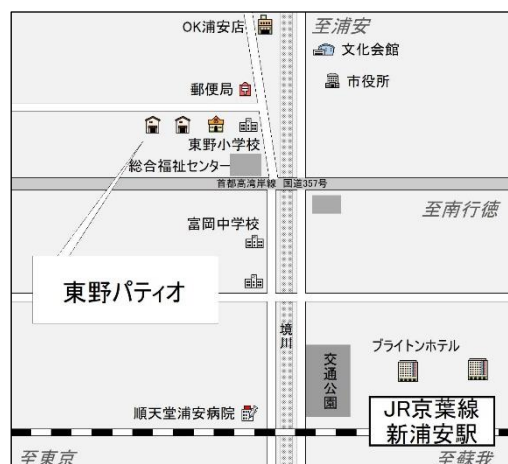 OK浦安店
至浦安
文化会館
郵便局
市役所
東野小学校
総合福祉センター
首都高湾岸線 国道357号
至南行徳
富岡中学校
東野パティオ
境川
交通公園
ブライトンホテル
順天堂浦安病院
JR京葉線
新浦安駅
至東京
至蘇我